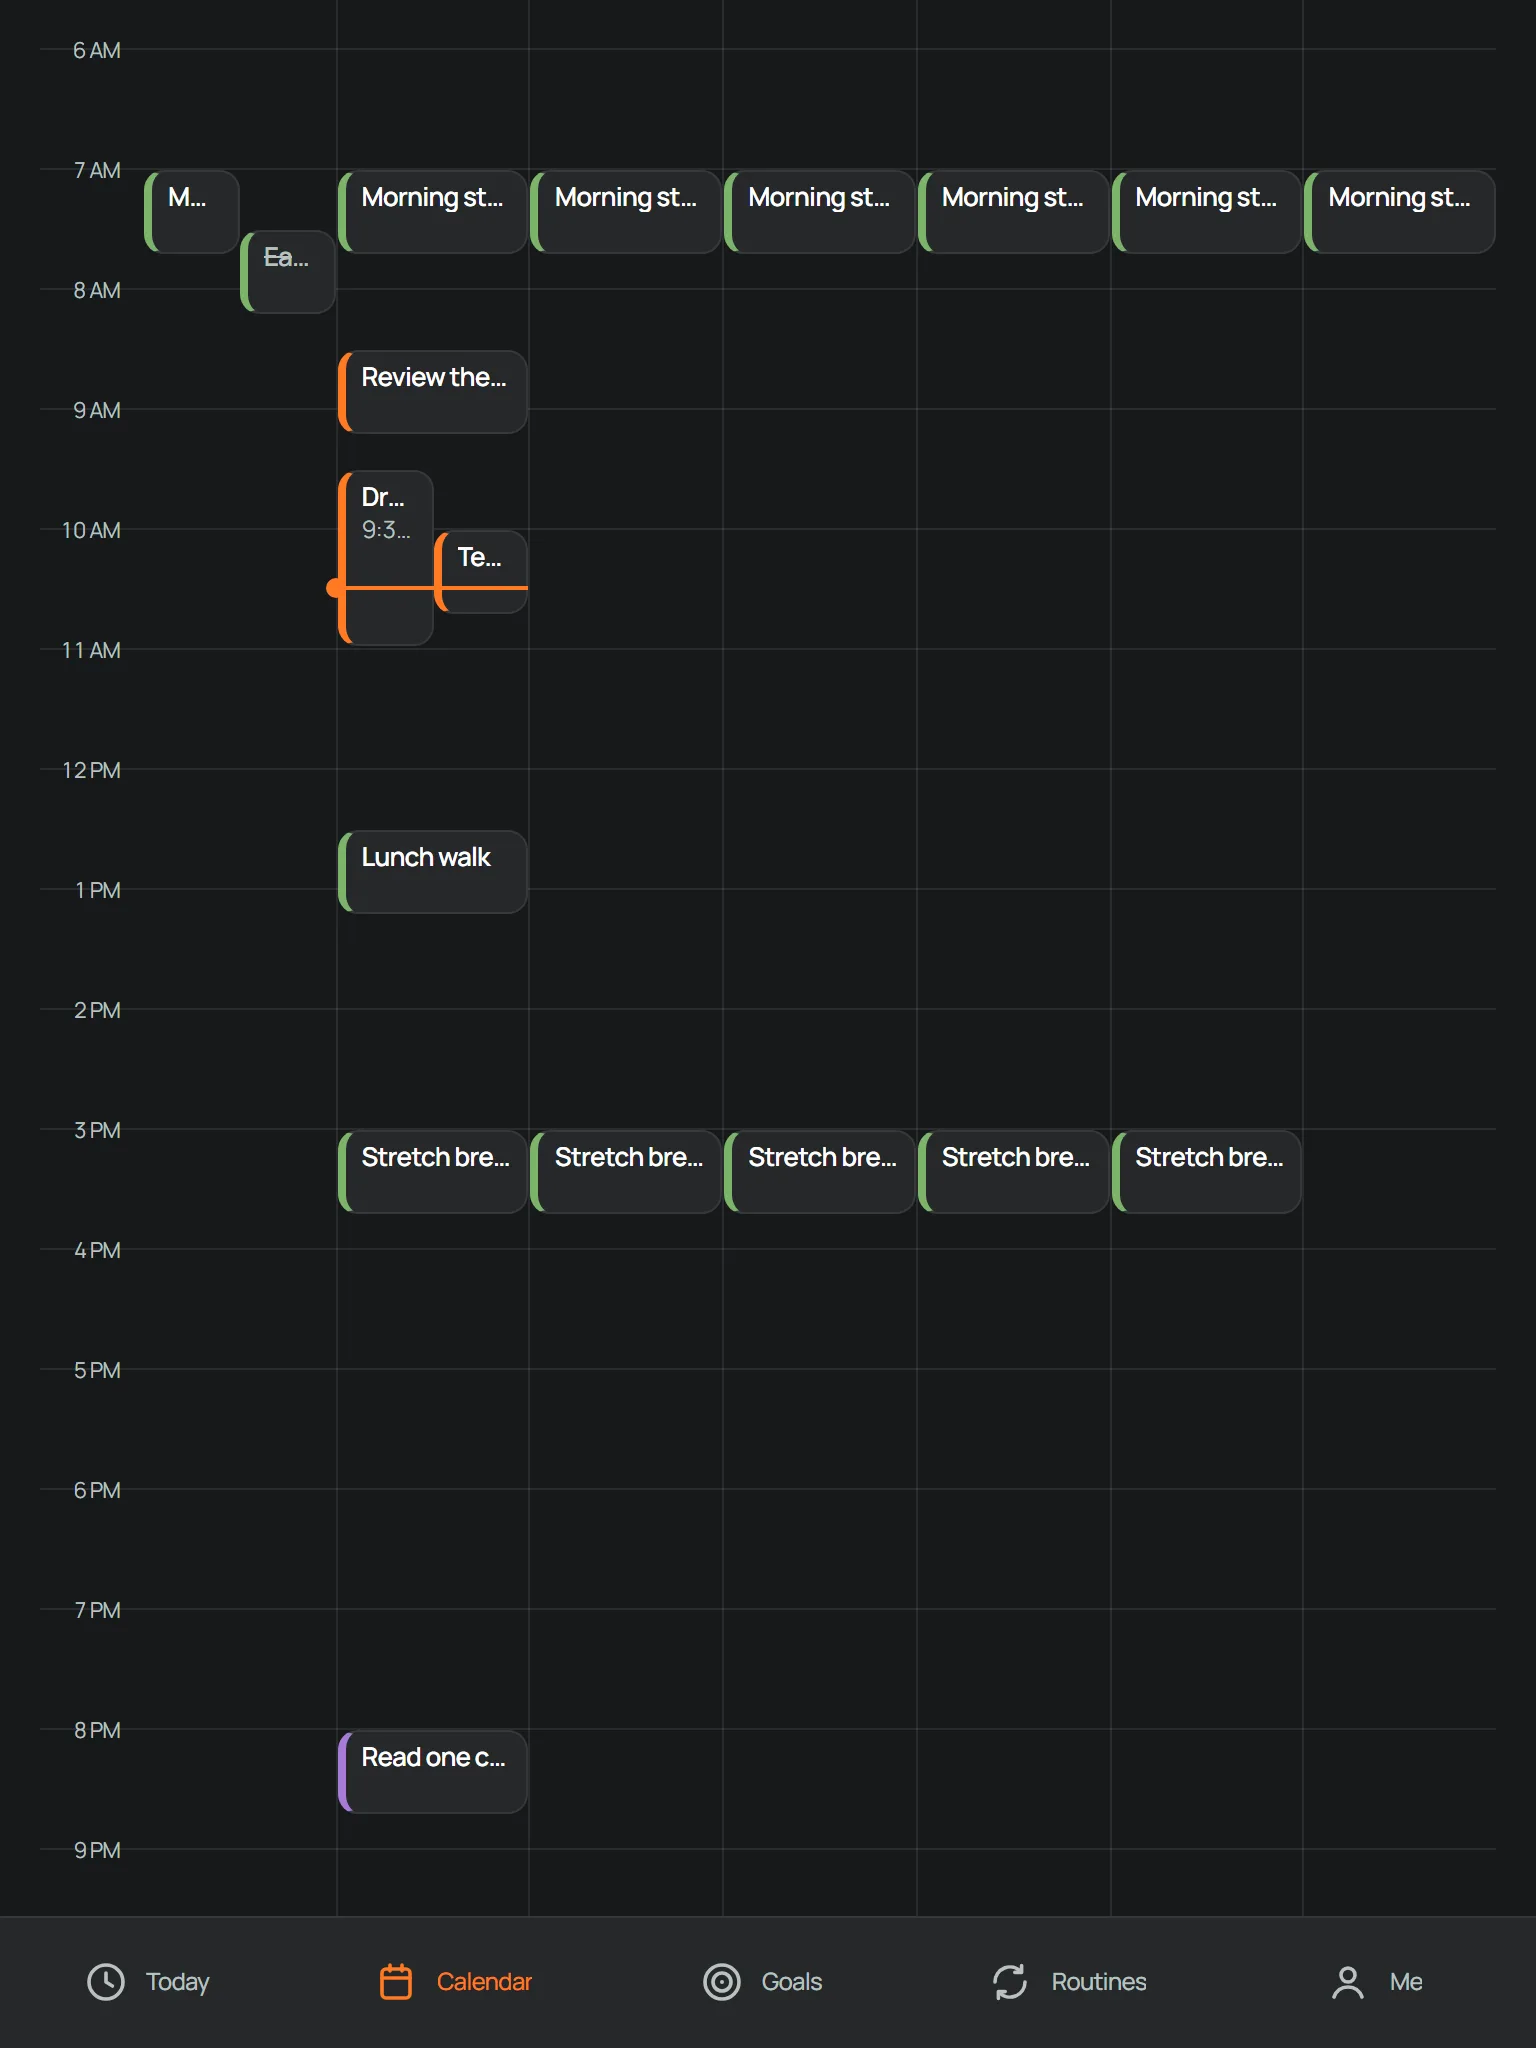 6 AM
7 AM
M...
Morning st...
Morning st...
Morning st...
Morning st...
Morning st...
Morning st...
Ea...
8 AM
Review the...
9 AM
Dr...
9:3...
10 AM
Te...
11 AM
12 PM
Lunch walk
1 PM
2 PM
3 PM
Stretch bre...
Stretch bre...
Stretch bre...
Stretch bre...
Stretch bre...
4 PM
5 PM
6 PM
7 PM
8 PM
Read one c...
9 PM
Today
Calendar
Goals
Routines
Me